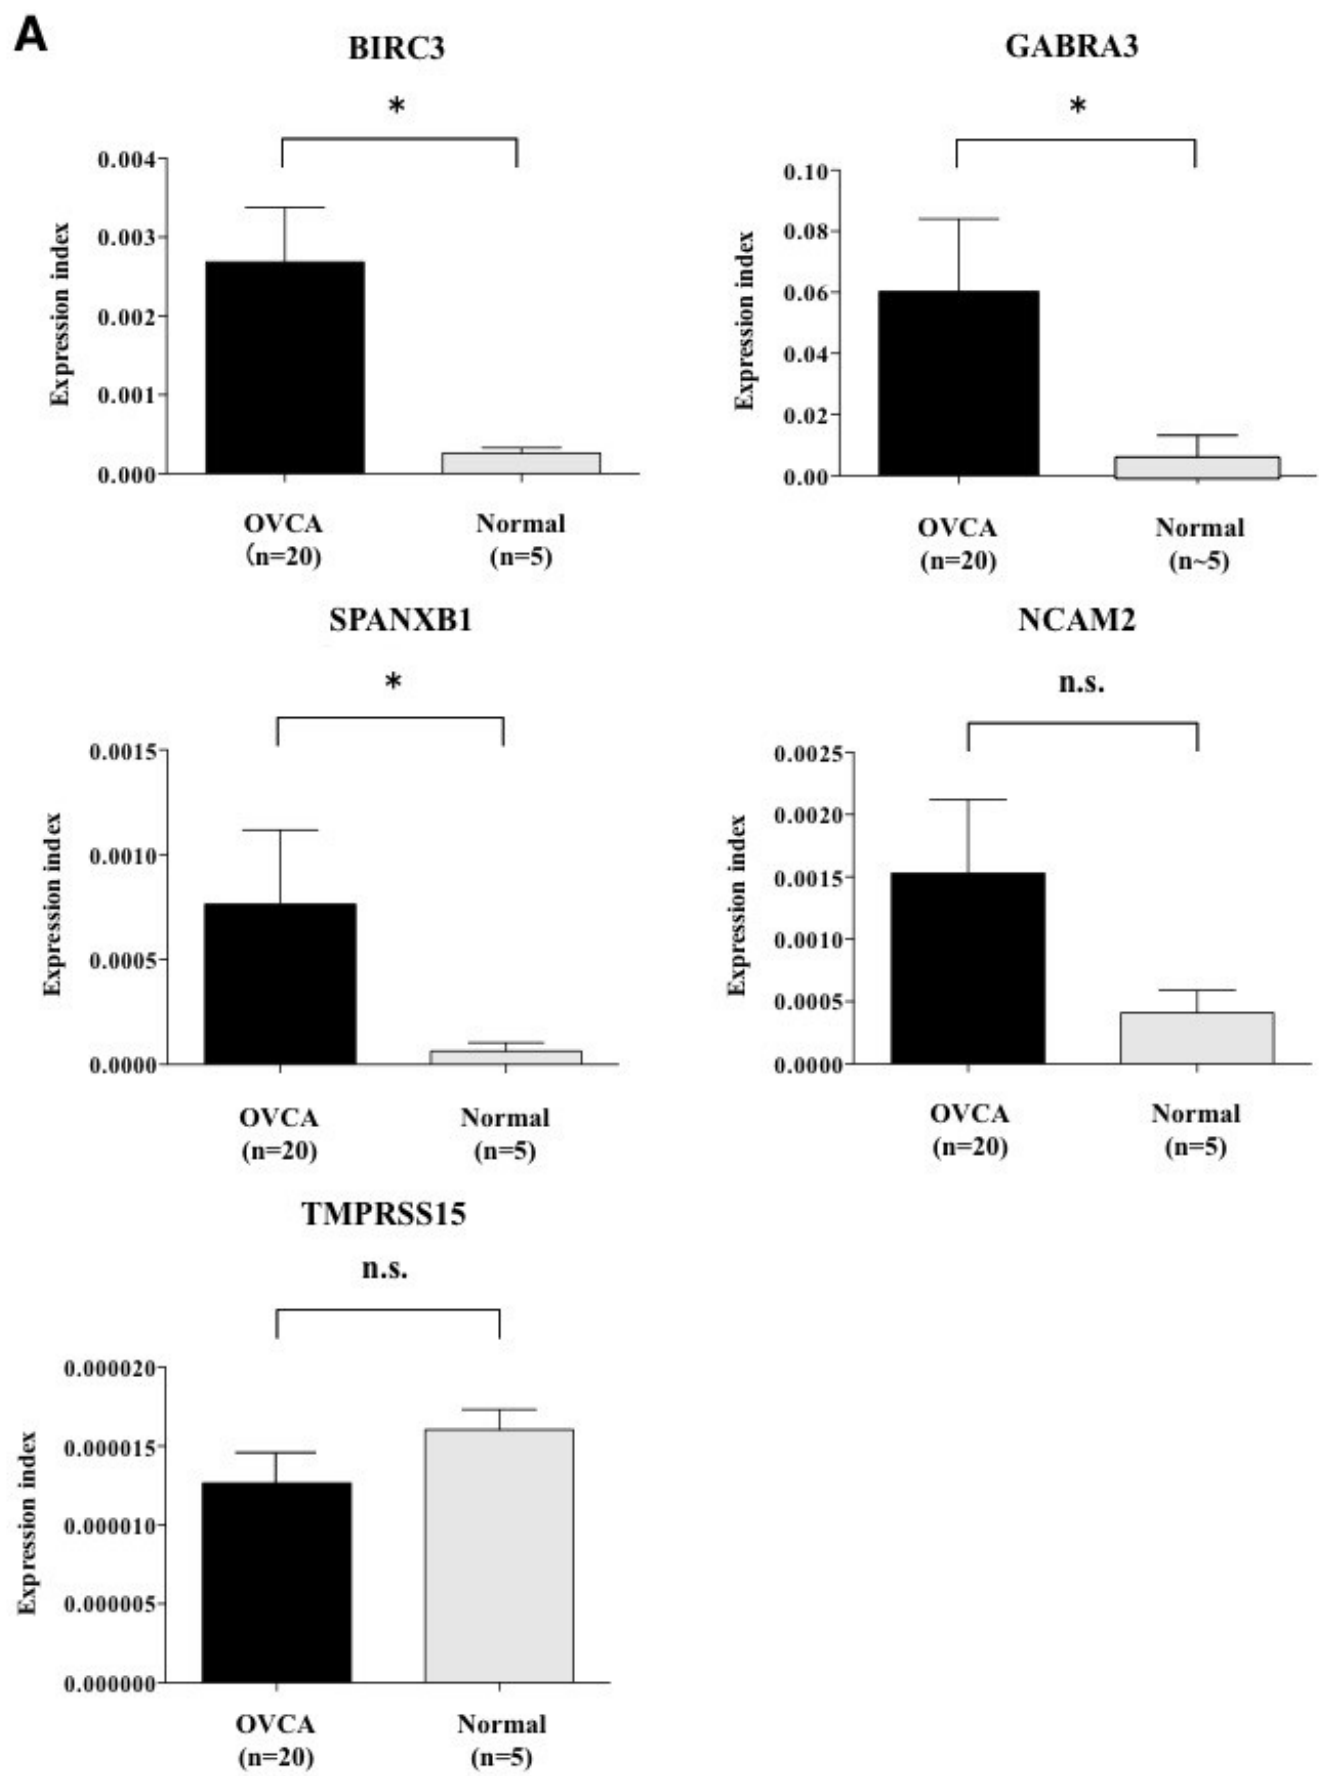 A
BIRC3
*
Expression index
0.004
0.003
0.002
0.001
0.000
OVCA
(n=20)
Normal
(n=5)
GABRA3
*
Expression index
0.10
0.08
0.06
0.04
0.02
0.00
OVCA
(n=20)
Normal
(n~5)
SPANXB1
*
Expression index
0.0015
0.0010
0.0005
0.0000
OVCA
(n=20)
Normal
(n=5)
NCAM2
n.s.
Expression index
0.0025
0.0020
0.0015
0.0010
0.0005
0.0000
OVCA
(n=20)
Normal
(n=5)
TMPRSS15
n.s.
Expression index
0.000020
0.000015
0.000010
0.000005
0.000000
OVCA
(n=20)
Normal
(n=5)